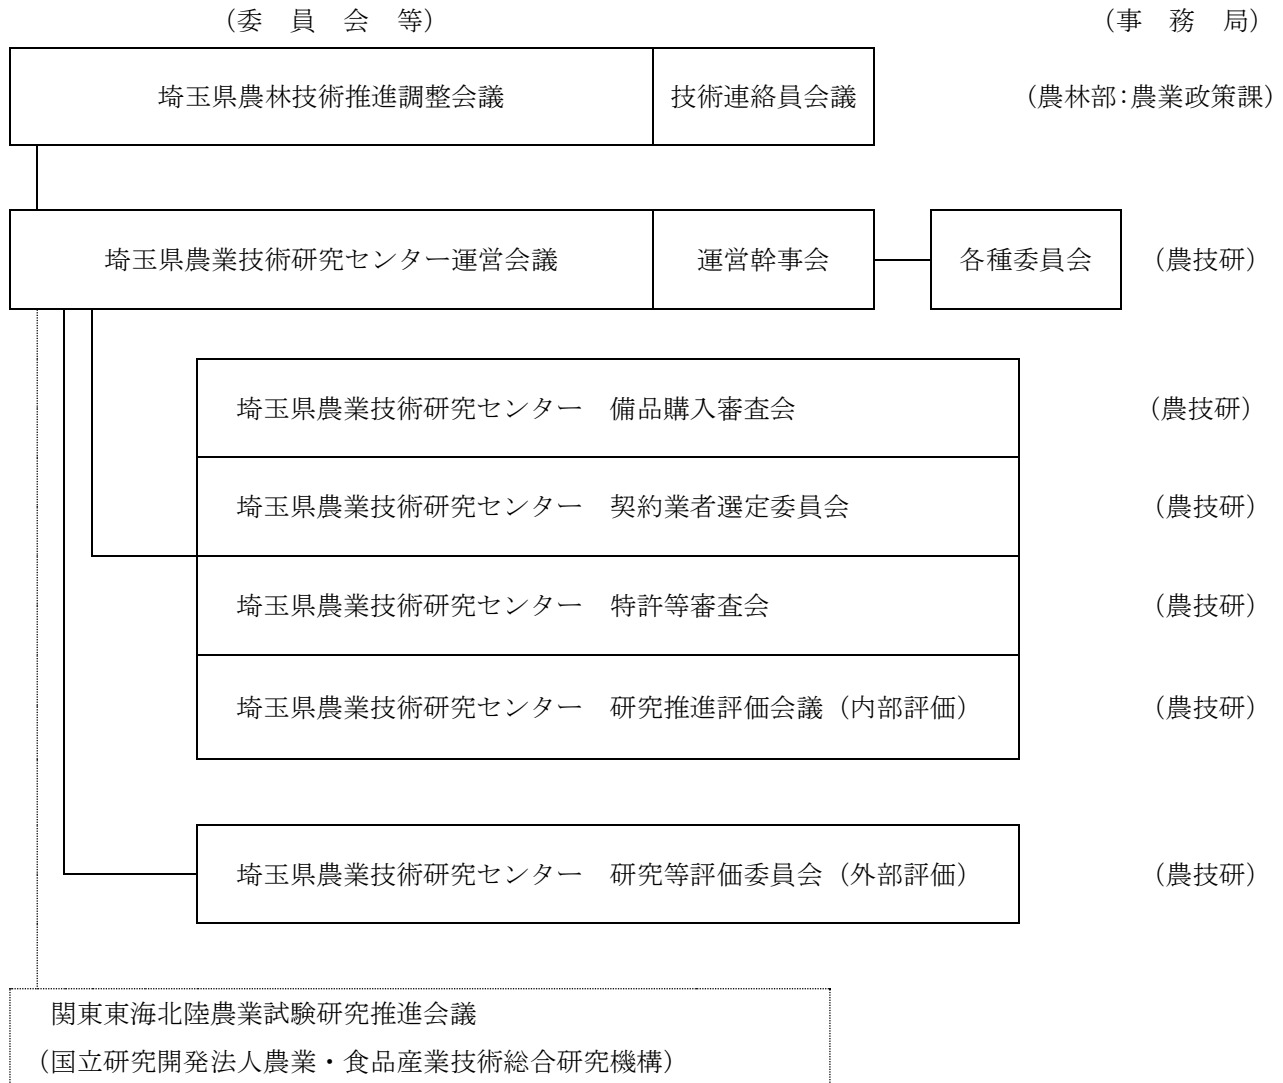 （委　員　会　等）　（事　務　局）
埼玉県農林技術推進調整会議　技術連絡員会議　（農林部：農業政策課）
埼玉県農業技術研究センター運営会議　運営幹事会　各種委員会　（農技研）
埼玉県農業技術研究センター　備品購入審査会　（農技研）
埼玉県農業技術研究センター　契約業者選定委員会　（農技研）
埼玉県農業技術研究センター　特許等審査会　（農技研）
埼玉県農業技術研究センター　研究推進評価会議（内部評価）　（農技研）
埼玉県農業技術研究センター　研究等評価委員会（外部評価）　（農技研）
関東東海北陸農業試験研究推進会議
（国立研究開発法人農業・食品産業技術総合研究機構）